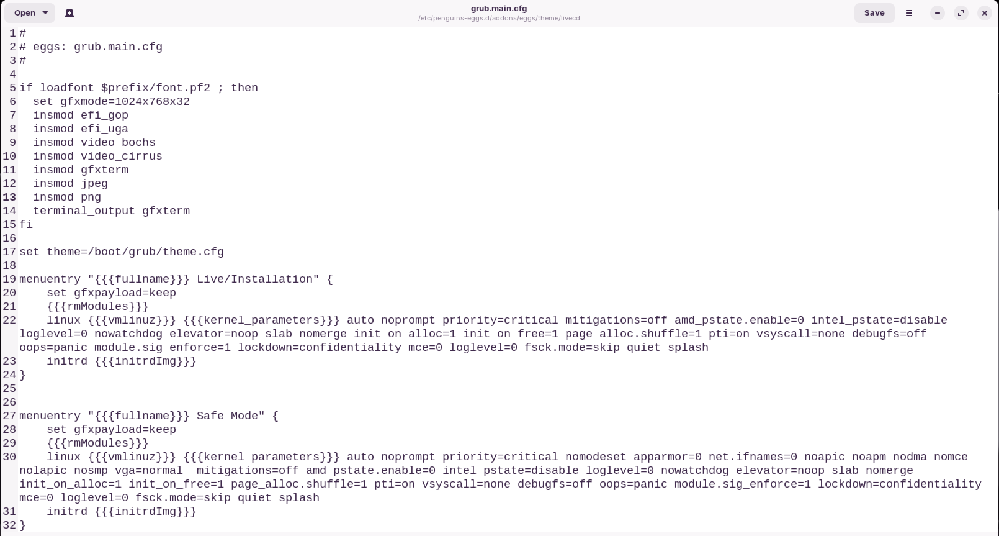 Open
grub.main.cfg
/etc/penguins-eggs.d/addons/eggs/theme/livecd
Save
1 #
2 # eggs: grub.main.cfg
3 #
4
5 if loadfont $prefix/font.pf2 ; then
6   set gfxmode=1024x768x32
7   insmod efi_gop
8   insmod efi_uga
9   insmod video_bochs
10   insmod video_cirrus
11   insmod gfxterm
12   insmod jpeg
13   insmod png
14   terminal_output gfxterm
15 fi
16
17 set theme=/boot/grub/theme.cfg
18
19 menuentry "{{{fullname}}} Live/Installation" {
20     set gfxpayload=keep
21     {{{rmModules}}}
22     linux {{{vmlinuz}}} {{{kernel_parameters}}} auto noprompt priority=critical mitigations=off amd_pstate.enable=0 intel_pstate=disable
loglevel=0 nowatchdog elevator=noop slab_nomerge init_on_alloc=1 init_on_free=1 page_alloc.shuffle=1 pti=on vsyscall=none debugfs=off
oops=panic module.sig_enforce=1 lockdown=confidentiality mce=0 loglevel=0 fsck.mode=skip quiet splash
23     initrd {{{initrdImg}}}
24 }
25
26
27 menuentry "{{{fullname}}} Safe Mode" {
28     set gfxpayload=keep
29     {{{rmModules}}}
30     linux {{{vmlinuz}}} {{{kernel_parameters}}} auto noprompt priority=critical nomodeset apparmor=0 net.ifnames=0 noapic noapm nodma nomce
nolapic nosmp vga=normal  mitigations=off amd_pstate.enable=0 intel_pstate=disable loglevel=0 nowatchdog elevator=noop slab_nomerge
init_on_alloc=1 init_on_free=1 page_alloc.shuffle=1 pti=on vsyscall=none debugfs=off oops=panic module.sig_enforce=1 lockdown=confidentiality
mce=0 loglevel=0 fsck.mode=skip quiet splash
31     initrd {{{initrdImg}}}
32 }